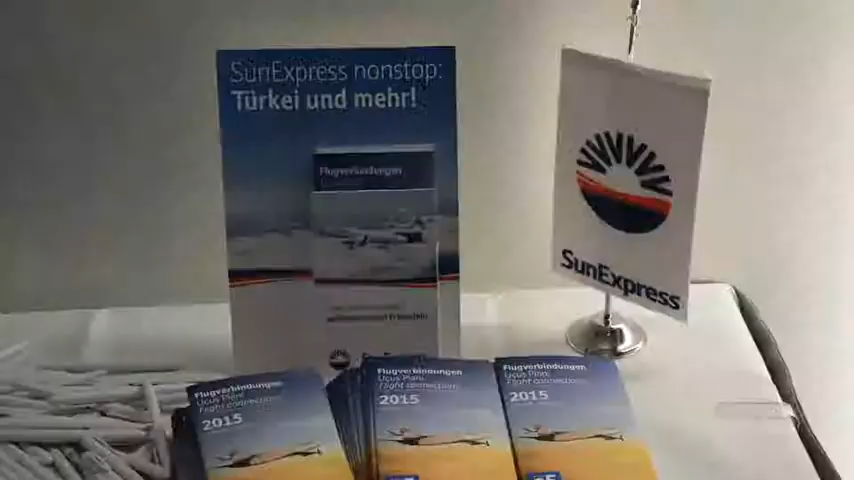 SunExpress nonstop:
Türkei und mehr!
Flugverbindungen
SunExpress
Flugverbindungen
Uçuş Planı
Flight connections
2015
Flugverbindungen
Uçuş Planı
Flight connections
2015
Flugverbindungen
Uçuş Planı
Flight connections
2015